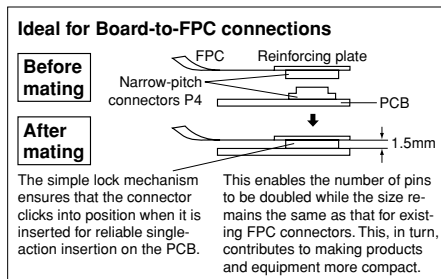 Ideal for Board-to-FPC connections
Before
mating
FPC
Reinforcing plate
Narrow-pitch
connectors P4
PCB
After
mating
1.5mm
The simple lock mechanism
ensures that the connector
clicks into position when it is
inserted for reliable single-
action insertion on the PCB.
This enables the number of pins
to be doubled while the size re-
mains the same as that for exist-
ing FPC connectors. This, in turn,
contributes to making products
and equipment more compact.